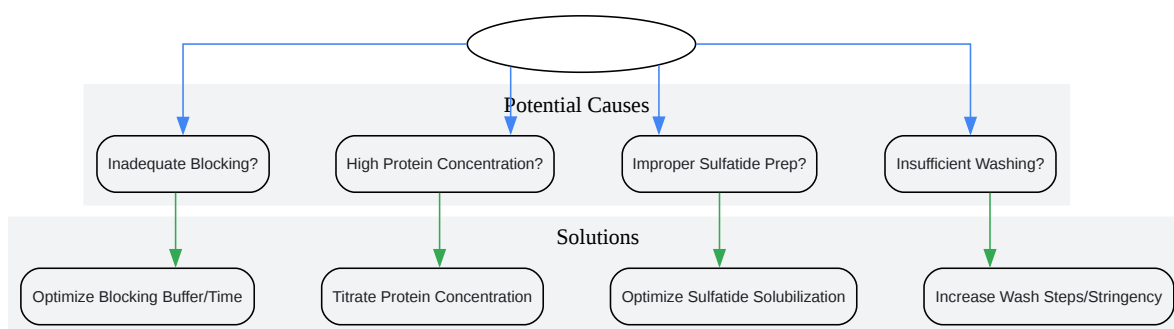 Potential Causes
Inadequate Blocking?
High Protein Concentration?
Improper Sulfatide Prep?
Insufficient Washing?
Solutions
Optimize Blocking Buffer/Time
Titrate Protein Concentration
Optimize Sulfatide Solubilization
Increase Wash Steps/Stringency